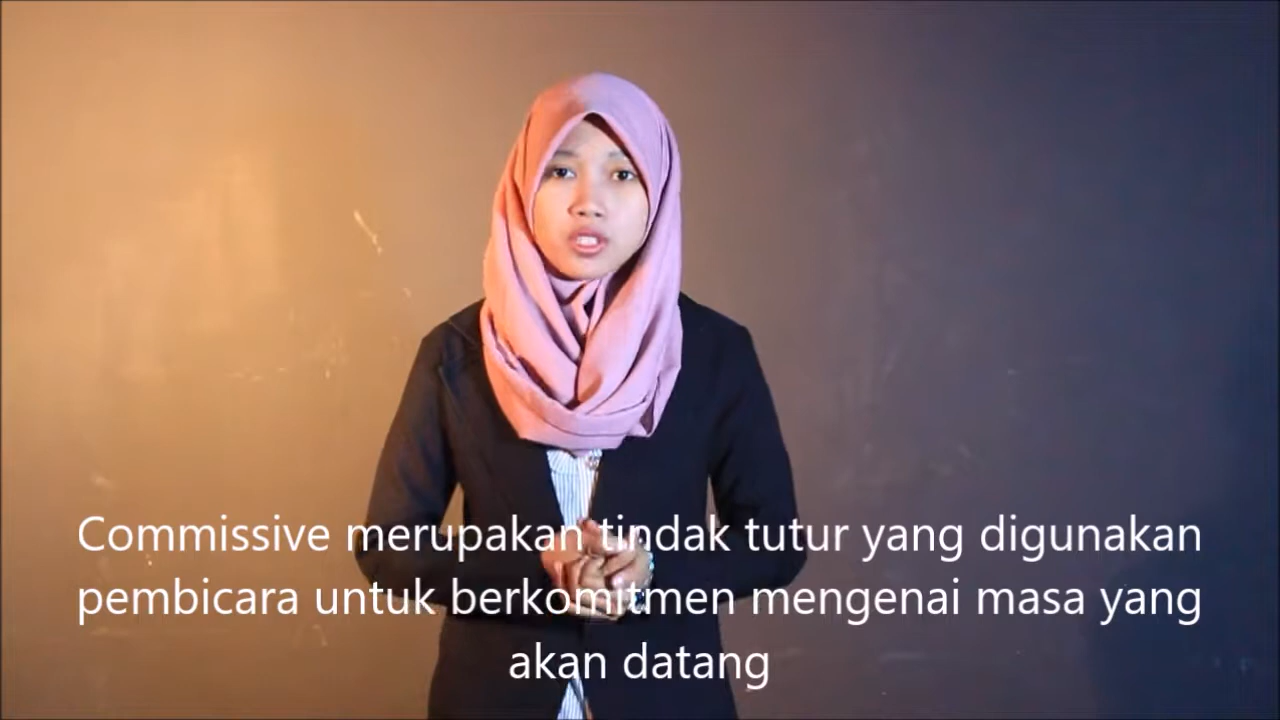 Commissive merupakan tindak tutur yang digunakan
pembicara untuk berkomitmen mengenai masa yang
akan datang